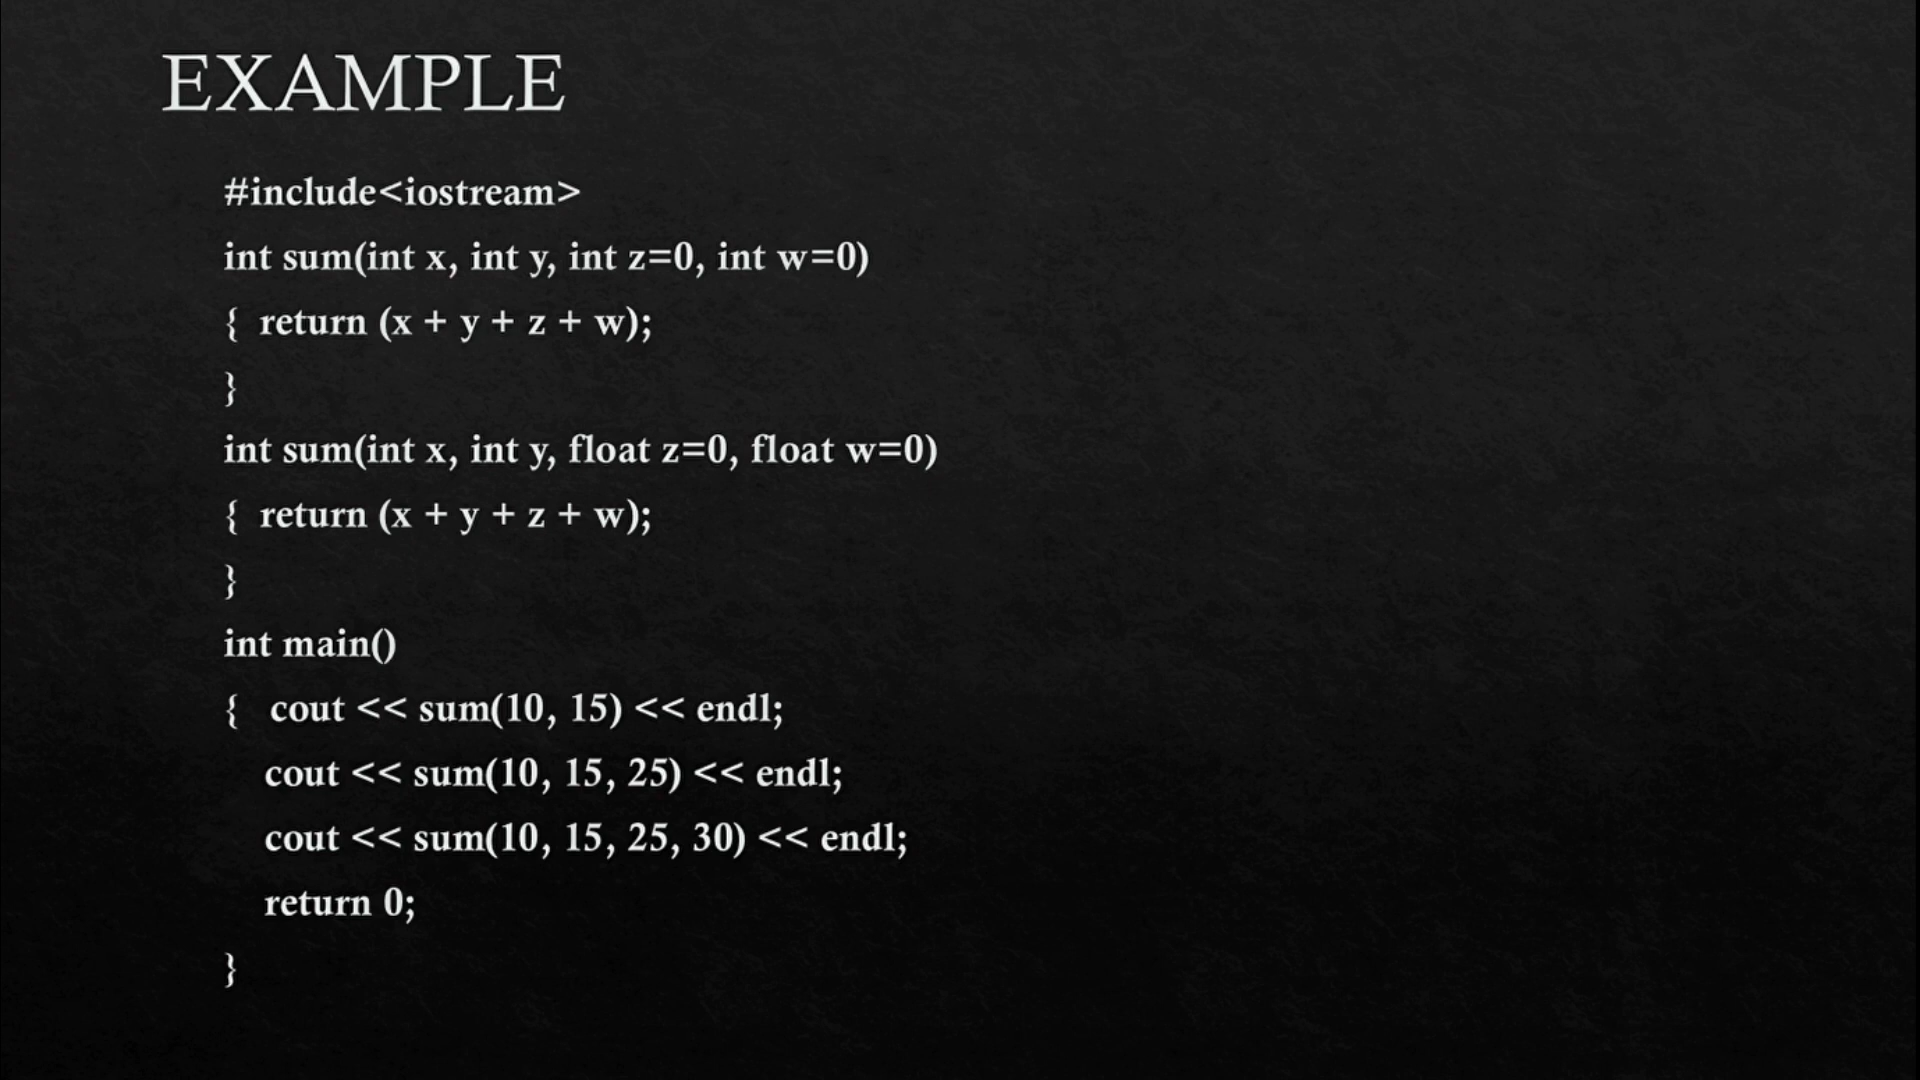 EXAMPLE
#include<iostream>
int sum(int x, int y, int z=0, int w=0)
{  return (x + y + z + w);
}
int sum(int x, int y, float z=0, float w=0)
{  return (x + y + z + w);
}
int main()
{   cout << sum(10, 15) << endl;
cout << sum(10, 15, 25) << endl;
cout << sum(10, 15, 25, 30) << endl;
return 0;
}